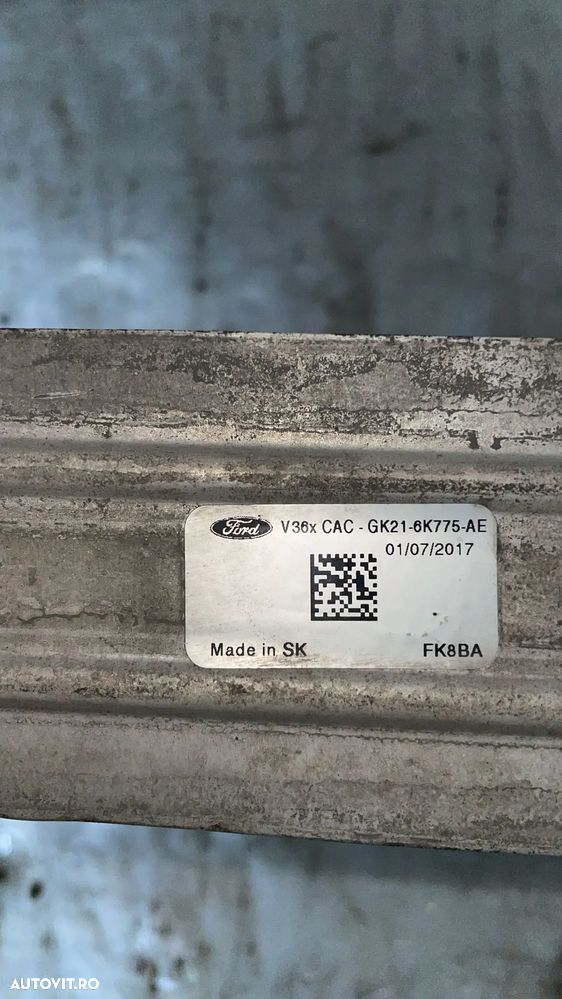 Ford V36x CAC - GK21-6K775-AE
01/07/2017
Made in SK FK8BA
AUTOVIT.RO